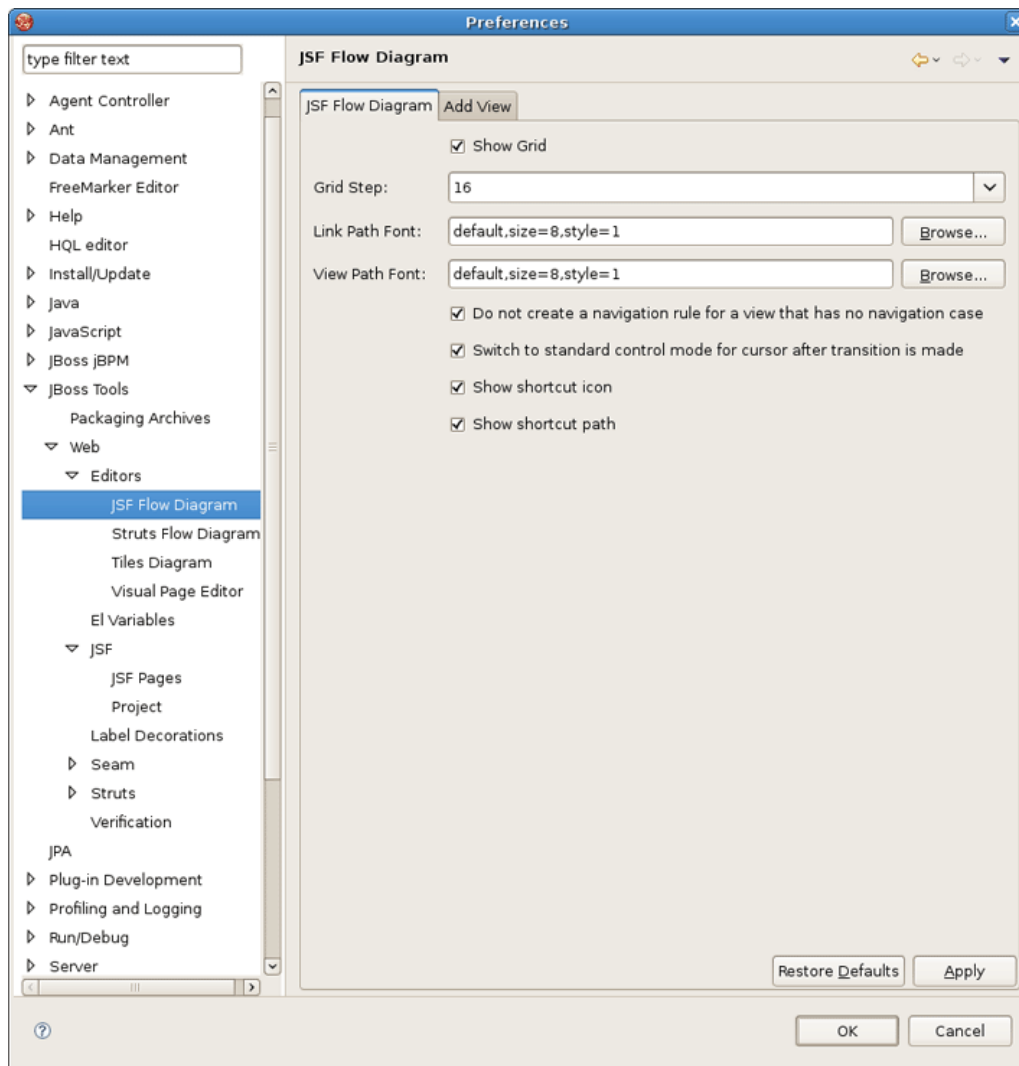 Preferences
type filter text
Agent Controller
Ant
Data Management
FreeMarker Editor
Help
HQL editor
Install/Update
Java
JavaScript
JBoss jBPM
JBoss Tools
Packaging Archives
Web
Editors
JSF Flow Diagram
Struts Flow Diagram
Tiles Diagram
Visual Page Editor
El Variables
JSF
JSF Pages
Project
Label Decorations
Seam
Struts
Verification
JPA
Plug-in Development
Profiling and Logging
Run/Debug
Server
JSF Flow Diagram
JSF Flow Diagram Add View
Show Grid
Grid Step: 16
Link Path Font: default,size=8,style=1 Browse...
View Path Font: default,size=8,style=1 Browse...
Do not create a navigation rule for a view that has no navigation case
Switch to standard control mode for cursor after transition is made
Show shortcut icon
Show shortcut path
Restore Defaults Apply
? OK Cancel